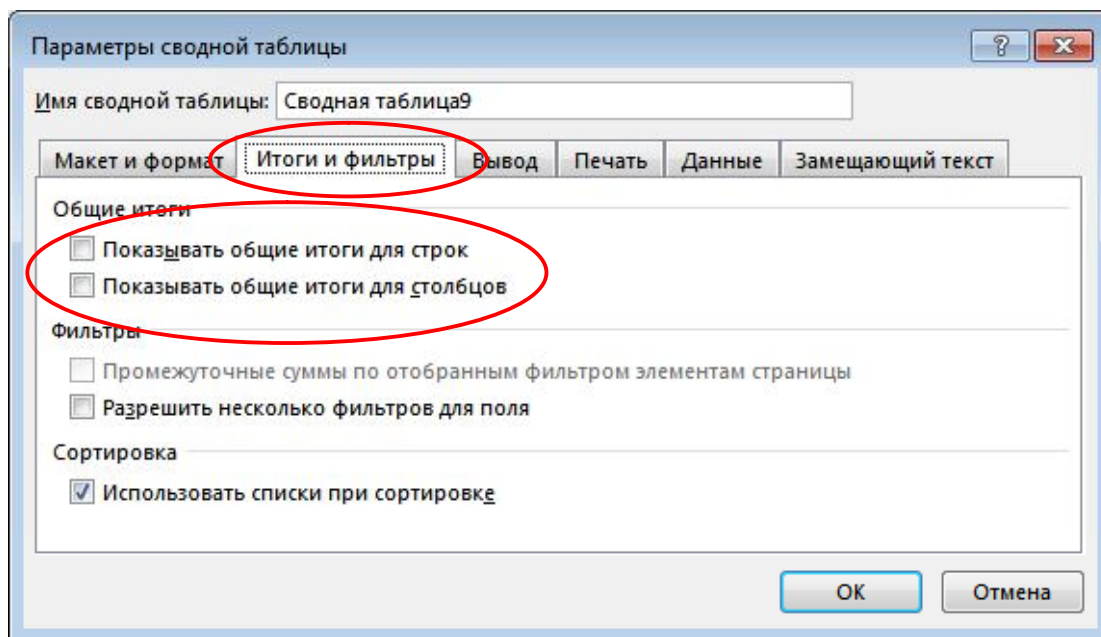 Параметры сводной таблицы
Имя сводной таблицы: Сводная таблица9
Макет и формат Итоги и фильтры Вывод Печать Данные Замещающий текст
Общие итоги
Показывать общие итоги для строк
Показывать общие итоги для столбцов
Фильтры
Промежуточные суммы по отобранным фильтром элементам страницы
Разрешить несколько фильтров для поля
Сортировка
Использовать списки при сортировке
ОК Отмена